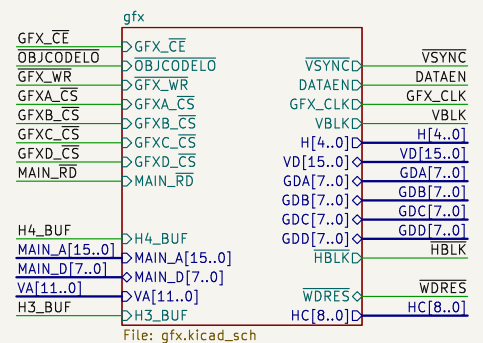 gfx
GFX_CE GFX_CE
OBJCODELO OBJCODELO VSYNC VSYNC
GFX_WR GFX_WR DATAEN DATAEN
GFXA_CS GFXA_CS GFX_CLK GFX_CLK
GFXB_CS GFXB_CS VBLK VBLK
GFXC_CS GFXC_CS H[4..0] H[4..0]
GFXD_CS GFXD_CS VD[15..0] VD[15..0]
MAIN_RD MAIN_RD GDA[7..0] GDA[7..0]
GDB[7..0] GDB[7..0]
GDC[7..0] GDC[7..0]
H4_BUF H4_BUF GDD[7..0] GDD[7..0]
MAIN_A[15..0] MAIN_A[15..0] HBLK HBLK
MAIN_D[7..0] MAIN_D[7..0]
VA[11..0] VA[11..0] WDRES WDRES
H3_BUF H3_BUF HC[8..0] HC[8..0]
File: gfx.kicad_sch